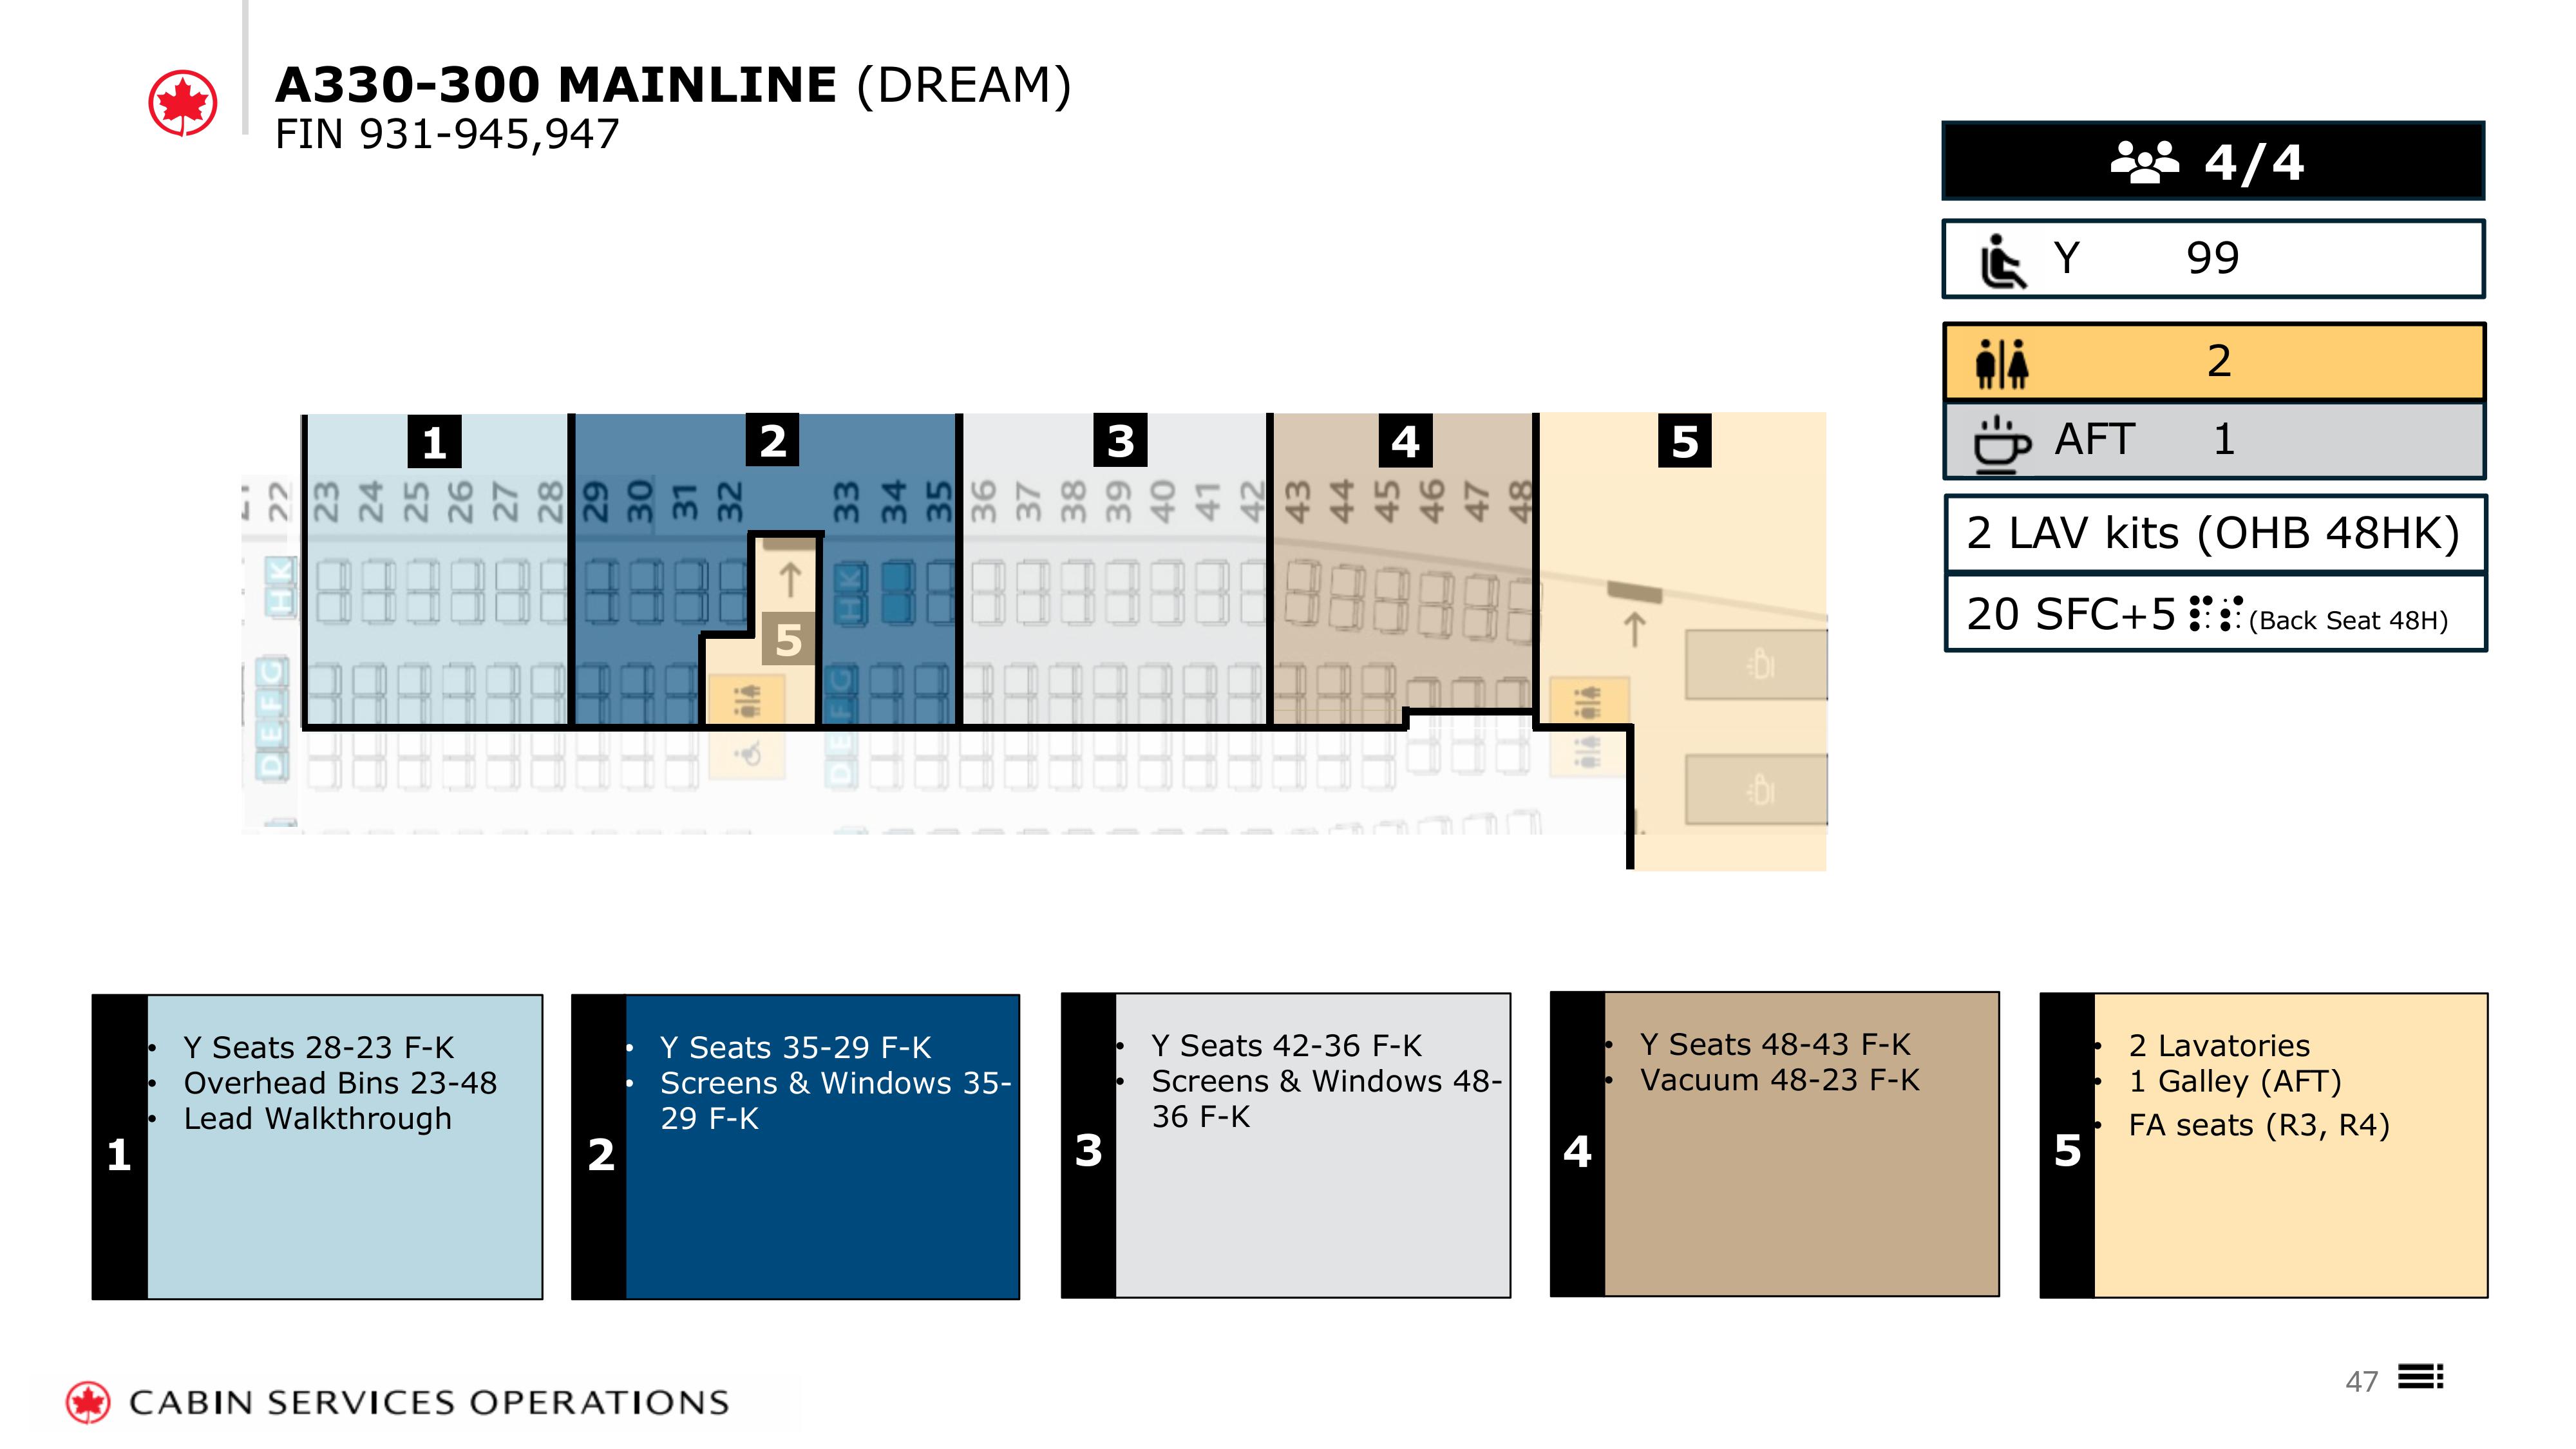 A330-300 MAINLINE (DREAM)
FIN 931-945,947
4/4
Y 99
2
AFT 1
2 LAV kits (OHB 48HK)
20 SFC+5 (Back Seat 48H)
1 2 3 4 5
22 23 24 25 26 27 28 29 30 31 32 33 34 35 36 37 38 39 40 41 42 43 44 45 46 47 48
H K H K
5
D E F G D E F G
1
• Y Seats 28-23 F-K
• Overhead Bins 23-48
• Lead Walkthrough
2
• Y Seats 35-29 F-K
• Screens & Windows 35-
29 F-K
3
• Y Seats 42-36 F-K
• Screens & Windows 48-
36 F-K
4
• Y Seats 48-43 F-K
• Vacuum 48-23 F-K
5
• 2 Lavatories
• 1 Galley (AFT)
• FA seats (R3, R4)
CABIN SERVICES OPERATIONS
47